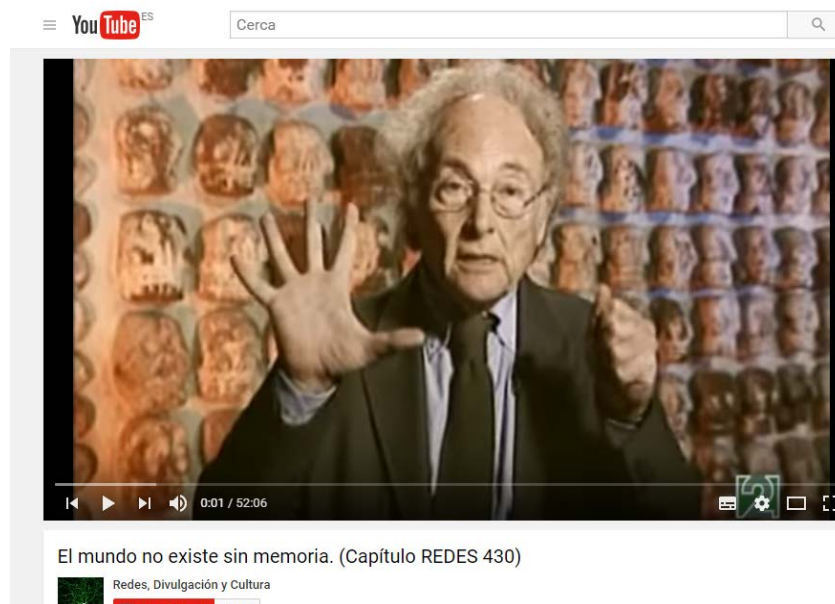 YouTube ES
Cerca
0:01 / 52:06
2
El mundo no existe sin memoria. (Capítulo REDES 430)
Redes, Divulgación y Cultura